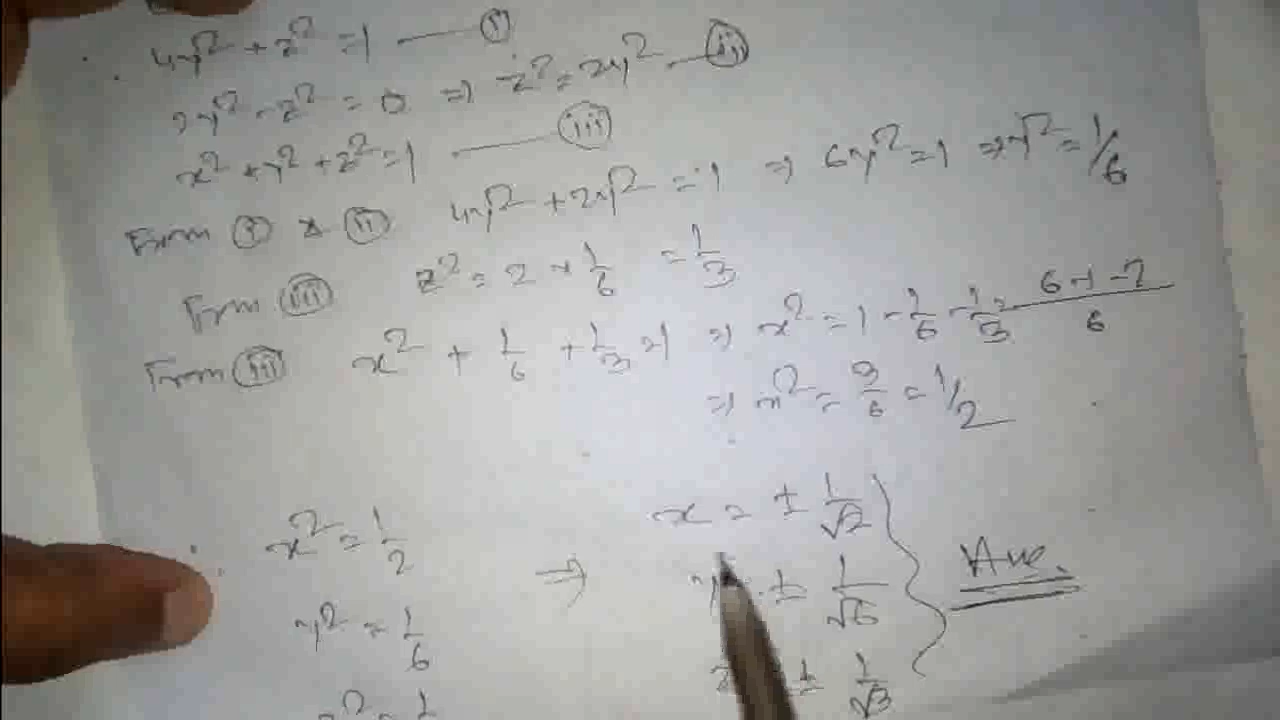 ∴ 4y² + z² = 1 —— (i)
2y² - z² = 0 ⇒ z² = 2y² —— (ii)
x² + y² + z² = 1 —— (iii)
From (i) & (ii) 4y² + 2y² = 1 ⇒ 6y² = 1 ⇒ y² = 1/6
From (iii) z² = 2 × 1/6 = 1/3
From (iii) x² + 1/6 + 1/3 = 1 ⇒ x² = 1 - 1/6 - 1/3 = (6-1-2)/6
⇒ x² = 3/6 = 1/2
∴ x² = 1/2 ⇒ x = ± 1/√2
y² = 1/6 y = ± 1/√6 Ans.
z² = 1 z ± 1/√3